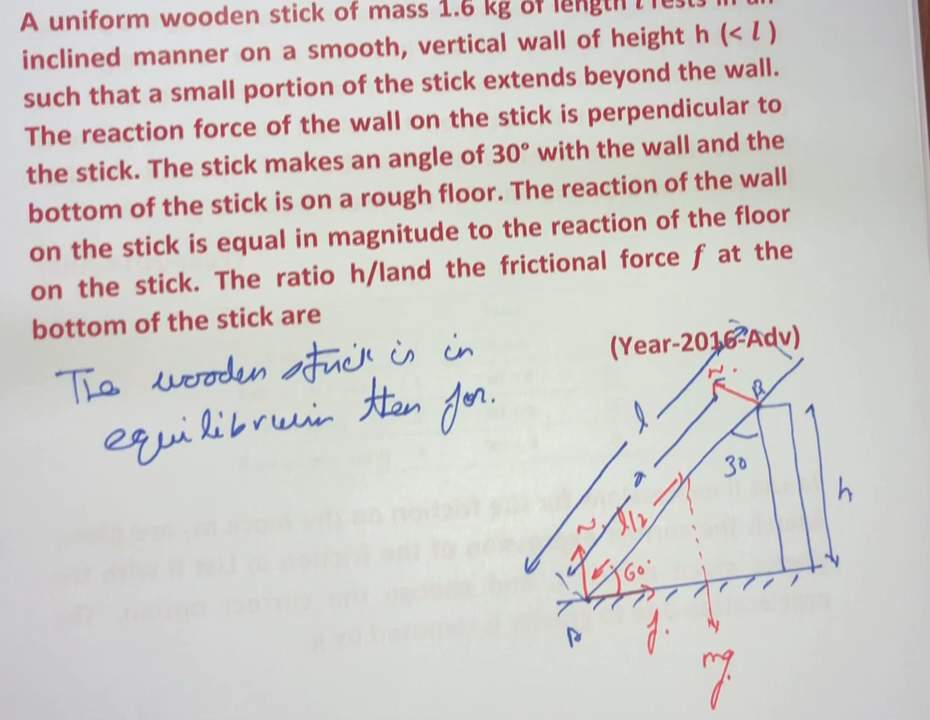 A uniform wooden stick of mass 1.6 kg of length l rests in an
inclined manner on a smooth, vertical wall of height h (< l )
such that a small portion of the stick extends beyond the wall.
The reaction force of the wall on the stick is perpendicular to
the stick. The stick makes an angle of 30° with the wall and the
bottom of the stick is on a rough floor. The reaction of the wall
on the stick is equal in magnitude to the reaction of the floor
on the stick. The ratio h/land the frictional force f at the
bottom of the stick are
(Year-2016-Adv)
The wooden stick is in
equilibrium then for.
N.
B
l
30
x
h
N.
l/2
60°
A
f.
mg.